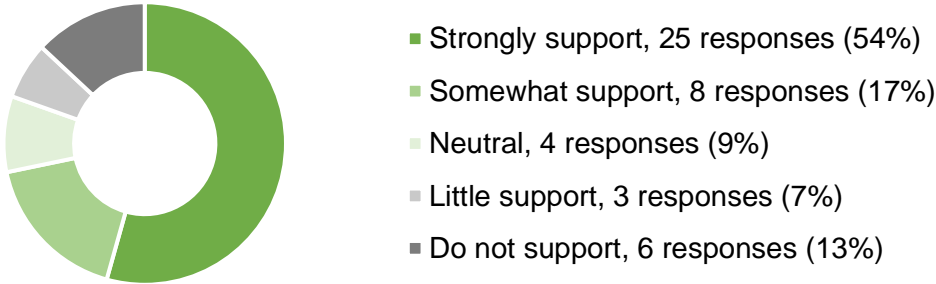 Strongly support, 25 responses (54%)
Somewhat support, 8 responses (17%)
Neutral, 4 responses (9%)
Little support, 3 responses (7%)
Do not support, 6 responses (13%)